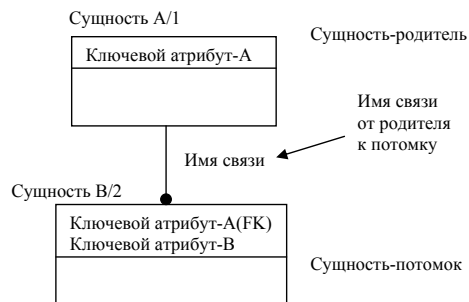 Сущность А/1
Сущность-родитель
Ключевой атрибут-А
Имя связи
от родителя
к потомку
Имя связи
Сущность В/2
Ключевой атрибут-А(FK)
Ключевой атрибут-В
Сущность-потомок